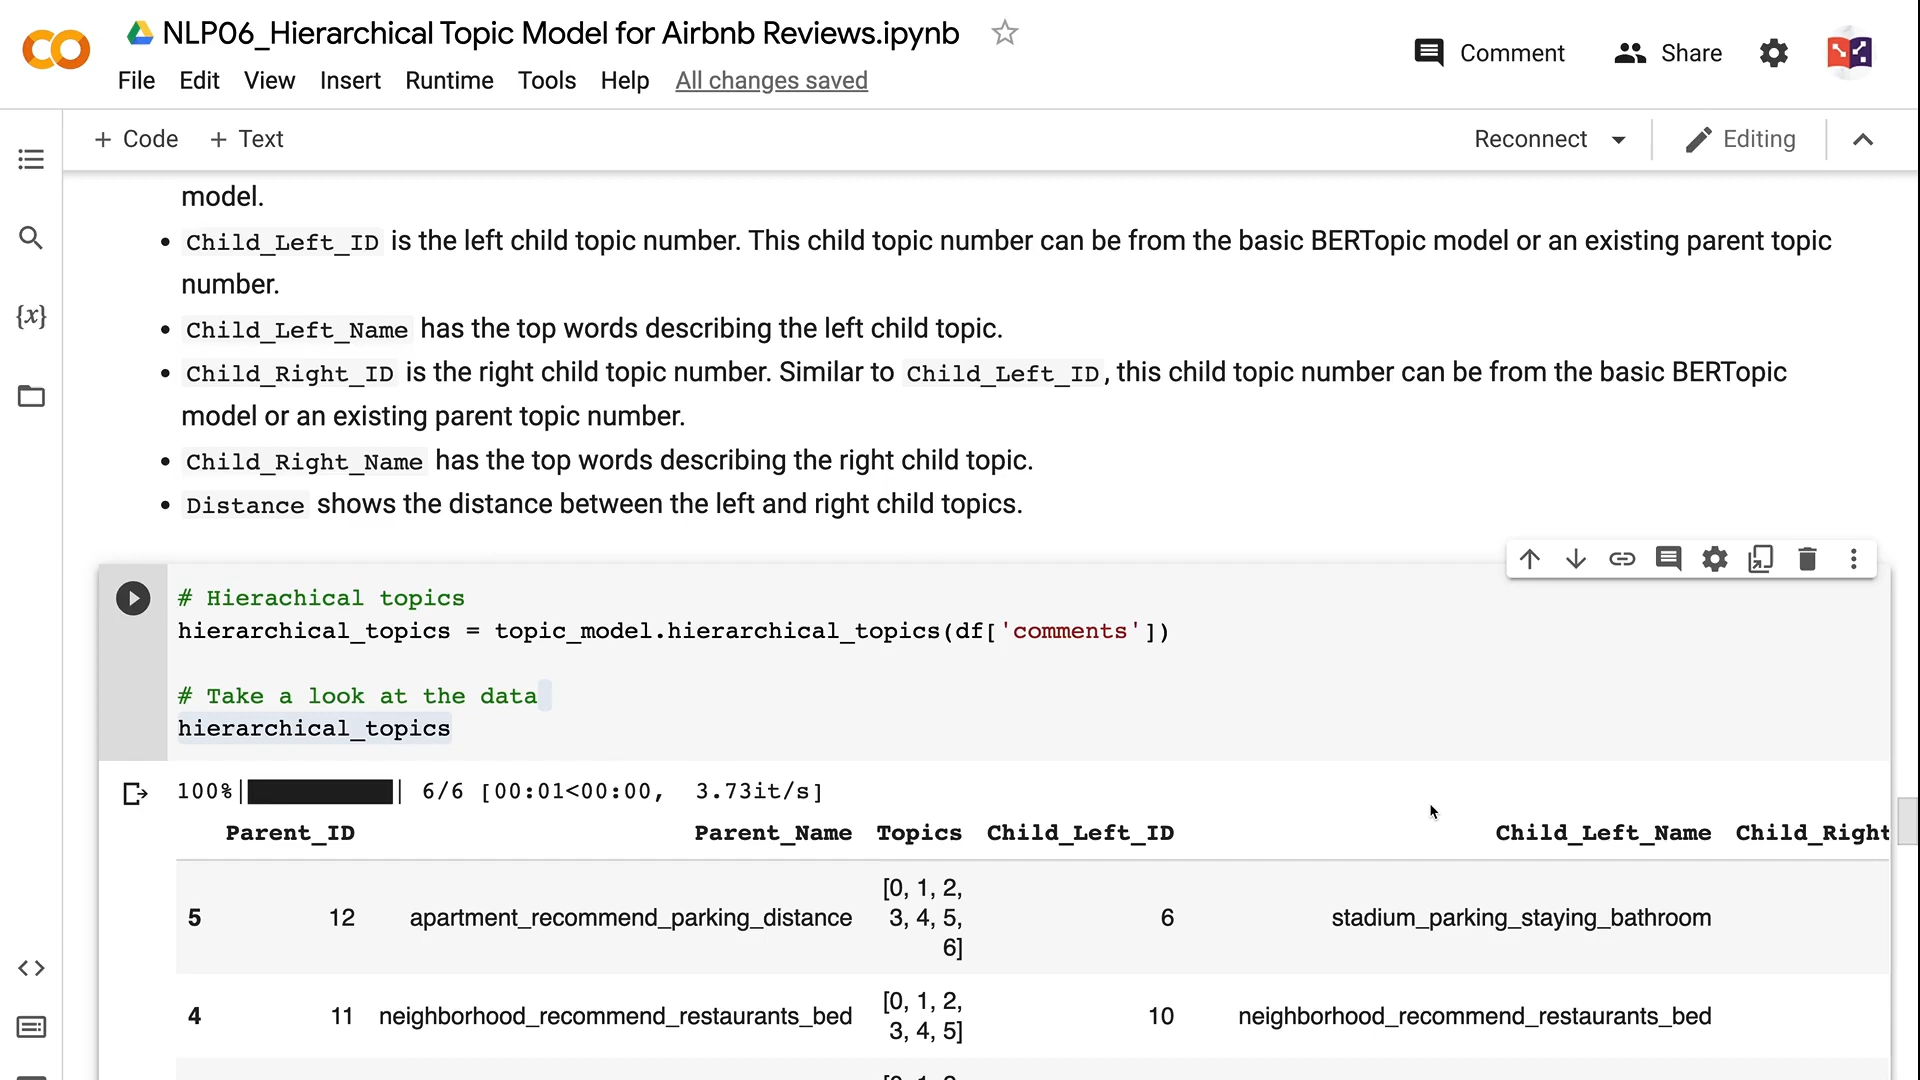 NLP06_Hierarchical Topic Model for Airbnb Reviews.ipynb
Comment
Share
File Edit View Insert Runtime Tools Help All changes saved
+ Code + Text
Reconnect
Editing
model.
Child_Left_ID is the left child topic number. This child topic number can be from the basic BERTopic model or an existing parent topic
number.
Child_Left_Name has the top words describing the left child topic.
Child_Right_ID is the right child topic number. Similar to Child_Left_ID, this child topic number can be from the basic BERTopic
model or an existing parent topic number.
Child_Right_Name has the top words describing the right child topic.
Distance shows the distance between the left and right child topics.
# Hierachical topics
hierarchical_topics = topic_model.hierarchical_topics(df['comments'])
# Take a look at the data
hierarchical_topics
100%| | 6/6 [00:01<00:00, 3.73it/s]
Parent_ID Parent_Name Topics Child_Left_ID Child_Left_Name Child_Right
5 12 apartment_recommend_parking_distance [0, 1, 2,
3, 4, 5,
6] 6 stadium_parking_staying_bathroom
4 11 neighborhood_recommend_restaurants_bed [0, 1, 2,
3, 4, 5] 10 neighborhood_recommend_restaurants_bed